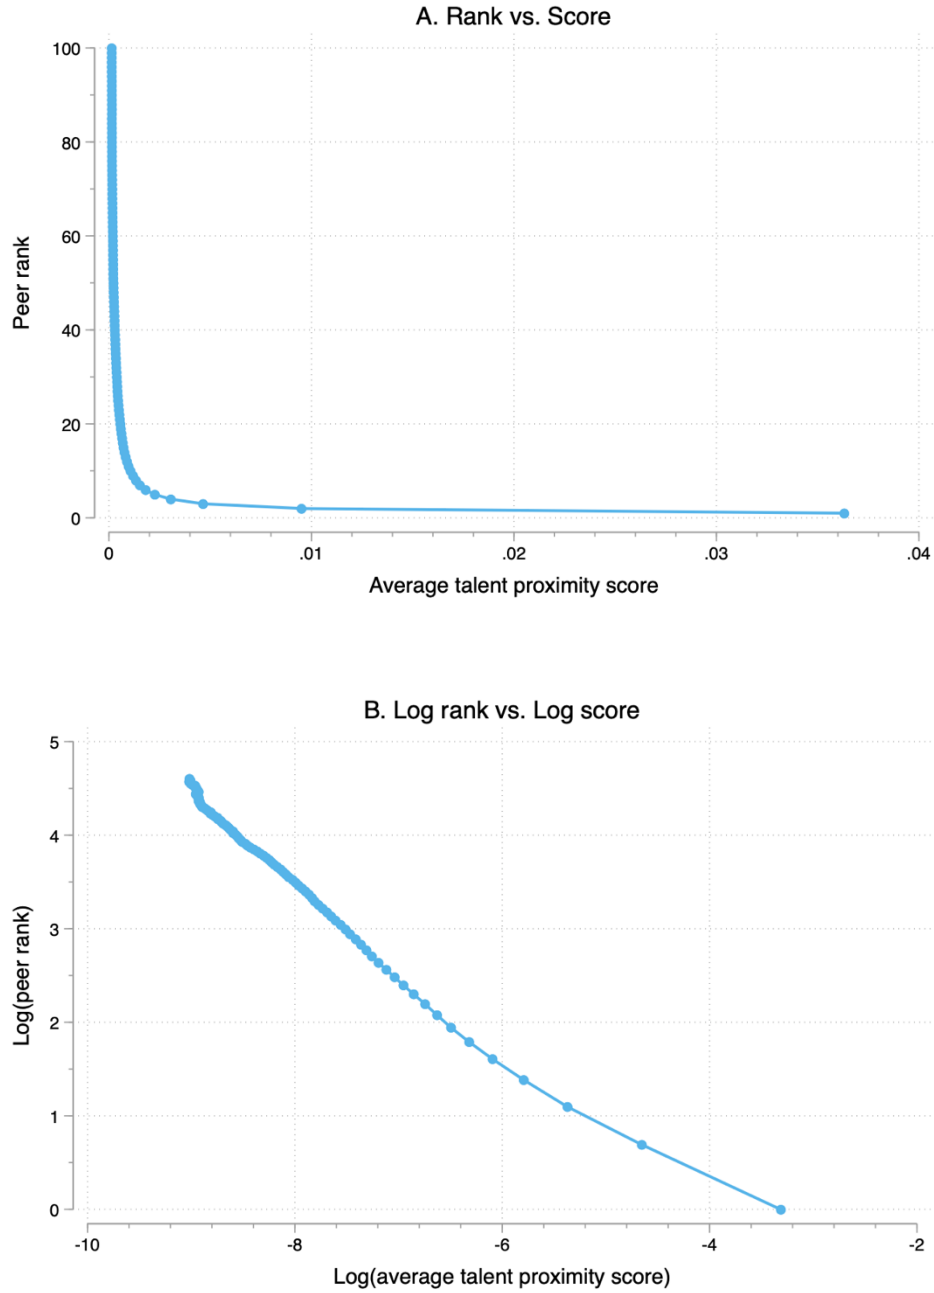 A. Rank vs. Score
100
80
60
40
20
0
Peer rank
0 .01 .02 .03 .04
Average talent proximity score
B. Log rank vs. Log score
5
4
3
2
1
0
Log(peer rank)
-10 -8 -6 -4 -2
Log(average talent proximity score)